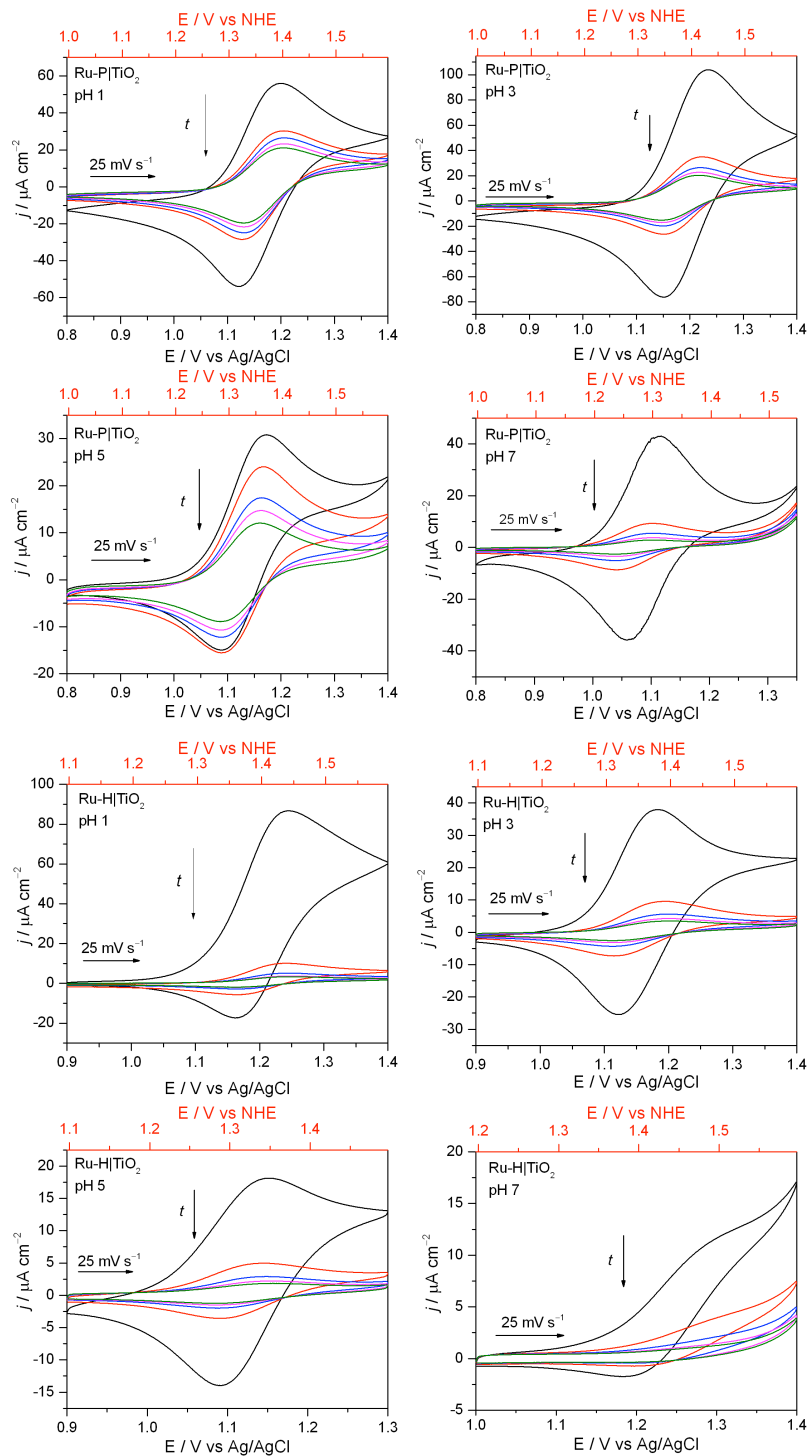 E / V vs NHE
1.0 1.1 1.2 1.3 1.4 1.5
Ru-P|TiO₂
pH 1
t
25 mV s⁻¹
j / µA cm⁻²
60
40
20
0
-20
-40
-60
0.8 0.9 1.0 1.1 1.2 1.3 1.4
E / V vs Ag/AgCl
E / V vs NHE
1.0 1.1 1.2 1.3 1.4 1.5
Ru-P|TiO₂
pH 3
t
25 mV s⁻¹
j / µA cm⁻²
100
80
60
40
20
0
-20
-40
-60
-80
0.8 0.9 1.0 1.1 1.2 1.3 1.4
E / V vs Ag/AgCl
E / V vs NHE
1.0 1.1 1.2 1.3 1.4 1.5
Ru-P|TiO₂
pH 5
t
25 mV s⁻¹
j / µA cm⁻²
30
20
10
0
-10
-20
0.8 0.9 1.0 1.1 1.2 1.3 1.4
E / V vs Ag/AgCl
E / V vs NHE
1.0 1.1 1.2 1.3 1.4 1.5
Ru-P|TiO₂
pH 7
t
25 mV s⁻¹
j / µA cm⁻²
40
20
0
-20
-40
0.8 0.9 1.0 1.1 1.2 1.3
E / V vs Ag/AgCl
E / V vs NHE
1.1 1.2 1.3 1.4 1.5
Ru-H|TiO₂
pH 1
t
25 mV s⁻¹
j / µA cm⁻²
100
80
60
40
20
0
-20
0.9 1.0 1.1 1.2 1.3 1.4
E / V vs Ag/AgCl
E / V vs NHE
1.1 1.2 1.3 1.4 1.5
Ru-H|TiO₂
pH 3
t
25 mV s⁻¹
j / µA cm⁻²
40
30
20
10
0
-10
-20
-30
0.9 1.0 1.1 1.2 1.3 1.4
E / V vs Ag/AgCl
E / V vs NHE
1.1 1.2 1.3 1.4
Ru-H|TiO₂
pH 5
t
25 mV s⁻¹
j / µA cm⁻²
20
15
10
5
0
-5
-10
-15
0.9 1.0 1.1 1.2 1.3
E / V vs Ag/AgCl
E / V vs NHE
1.2 1.3 1.4 1.5
Ru-H|TiO₂
pH 7
t
25 mV s⁻¹
j / µA cm⁻²
20
15
10
5
0
-5
1.0 1.1 1.2 1.3 1.4
E / V vs Ag/AgCl